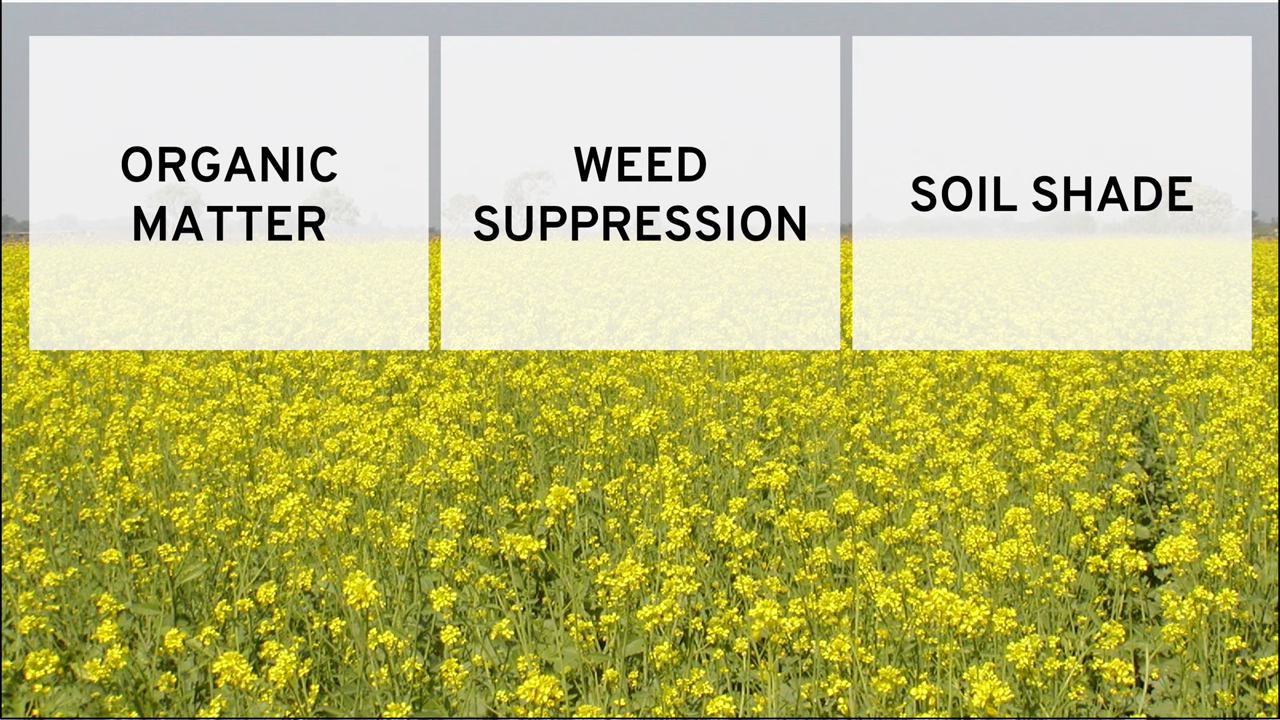 ORGANIC
MATTER
WEED
SUPPRESSION
SOIL SHADE